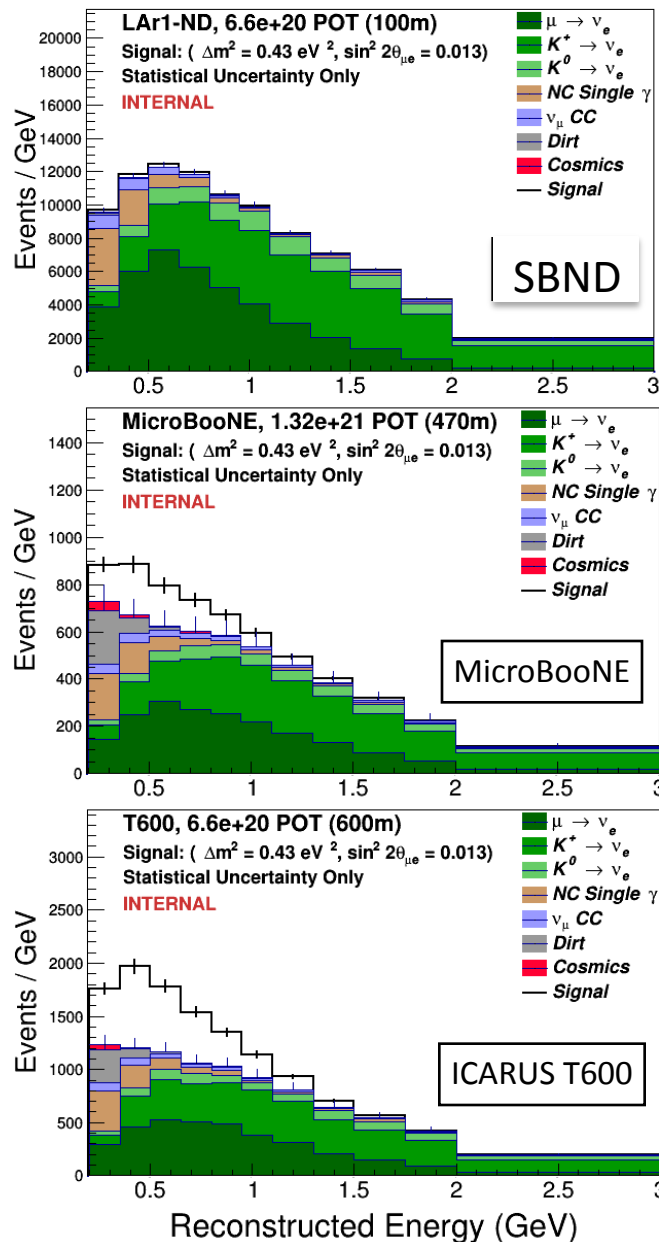 LAr1-ND, 6.6e+20 POT (100m)
Signal: ( Δm² = 0.43 eV ², sin² 2θμe = 0.013)
Statistical Uncertainty Only
INTERNAL
μ → νe
K⁺ → νe
K⁰ → νe
NC Single γ
νμ CC
Dirt
Cosmics
Signal
SBND
Events / GeV
20000
18000
16000
14000
12000
10000
8000
6000
4000
2000
0
0.5 1 1.5 2 2.5 3
MicroBooNE, 1.32e+21 POT (470m)
Signal: ( Δm² = 0.43 eV ², sin² 2θμe = 0.013)
Statistical Uncertainty Only
INTERNAL
μ → νe
K⁺ → νe
K⁰ → νe
NC Single γ
νμ CC
Dirt
Cosmics
Signal
MicroBooNE
Events / GeV
1400
1200
1000
800
600
400
200
0
0.5 1 1.5 2 2.5 3
T600, 6.6e+20 POT (600m)
Signal: ( Δm² = 0.43 eV ², sin² 2θμe = 0.013)
Statistical Uncertainty Only
INTERNAL
μ → νe
K⁺ → νe
K⁰ → νe
NC Single γ
νμ CC
Dirt
Cosmics
Signal
ICARUS T600
Events / GeV
3000
2500
2000
1500
1000
500
0
0.5 1 1.5 2 2.5 3
Reconstructed Energy (GeV)